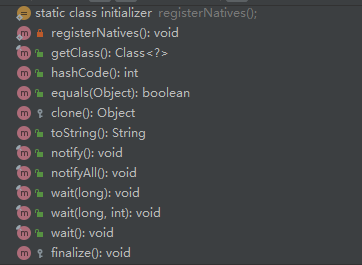 static class initializer registerNatives();
registerNatives(): void
getClass(): Class<?>
hashCode(): int
equals(Object): boolean
clone(): Object
toString(): String
notify(): void
notifyAll(): void
wait(long): void
wait(long, int): void
wait(): void
finalize(): void